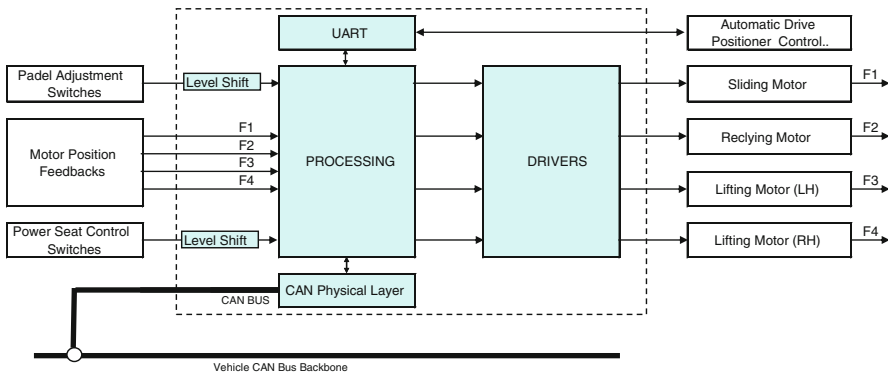 UART
Automatic Drive
Positioner Control..
Padel Adjustment
Switches
Level Shift
Sliding Motor
F1
Motor Position
Feedbacks
F1
F2
F3
F4
PROCESSING
DRIVERS
Reclying Motor
F2
Lifting Motor (LH)
F3
Power Seat Control
Switches
Level Shift
Lifting Motor (RH)
F4
CAN Physical Layer
CAN BUS
Vehicle CAN Bus Backbone